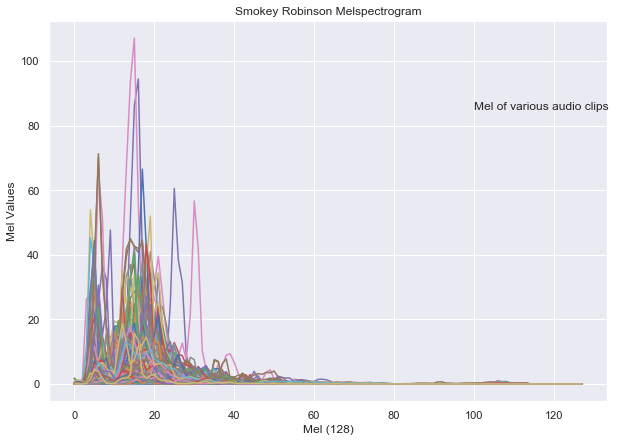 Smokey Robinson Melspectrogram
100
80
60
40
20
0
Mel Values
Mel of various audio clips
0 20 40 60 80 100 120
Mel (128)